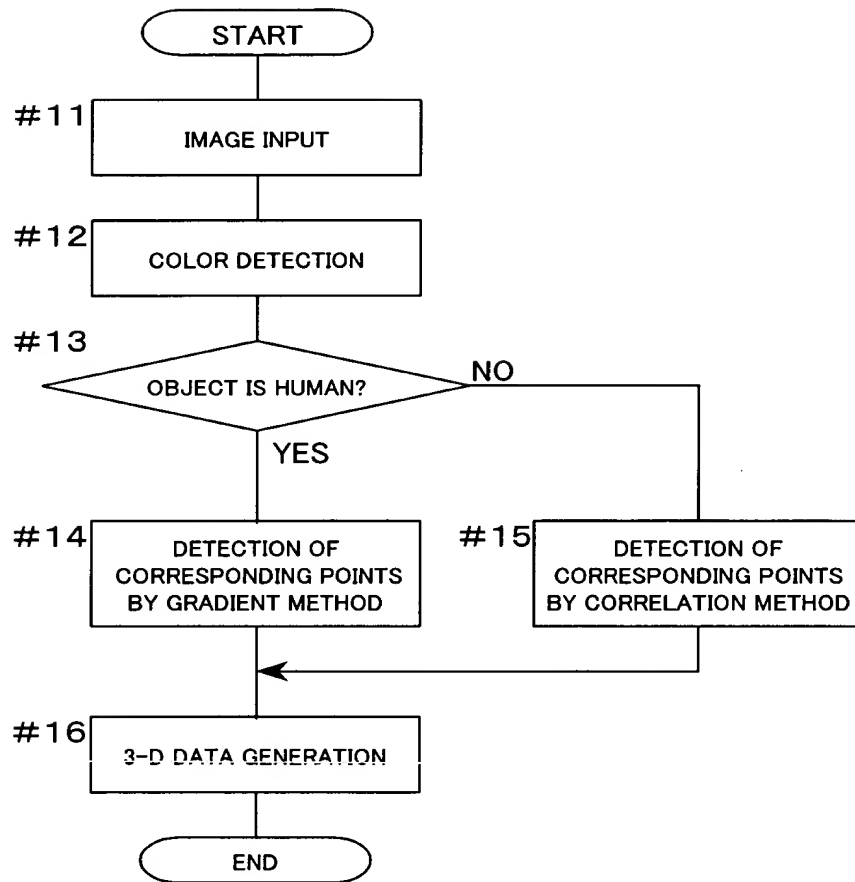 START
#11
IMAGE INPUT
#12
COLOR DETECTION
#13
OBJECT IS HUMAN?
NO
YES
#14
DETECTION OF
CORRESPONDING POINTS
BY GRADIENT METHOD
#15
DETECTION OF
CORRESPONDING POINTS
BY CORRELATION METHOD
#16
3-D DATA GENERATION
END